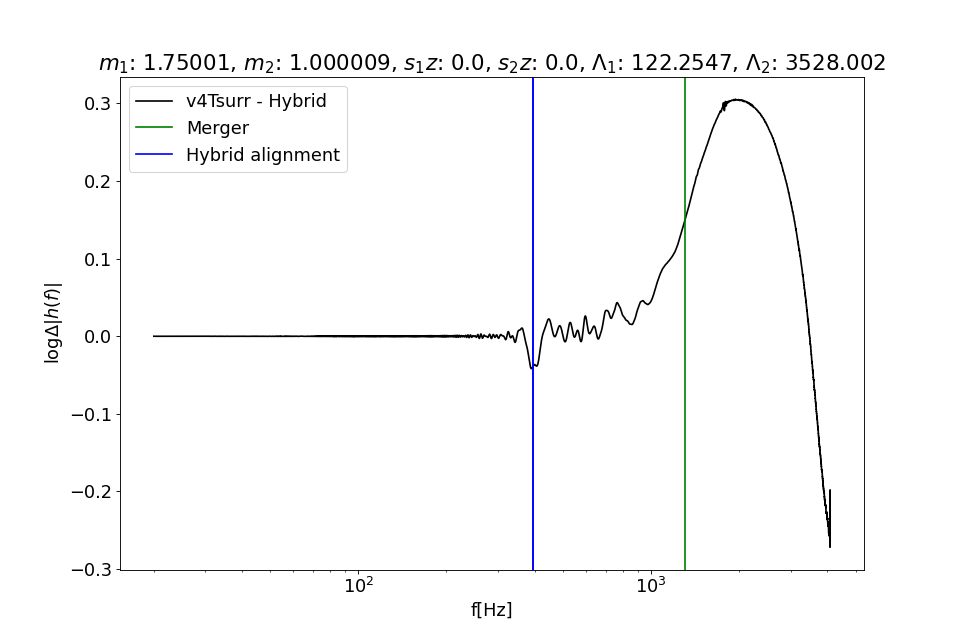 m₁: 1.75001, m₂: 1.000009, s₁z: 0.0, s₂z: 0.0, Λ₁: 122.2547, Λ₂: 3528.002
v4Tsurr - Hybrid
Merger
Hybrid alignment
logΔ|h(f)|
0.3
0.2
0.1
0.0
−0.1
−0.2
−0.3
10²
10³
f[Hz]